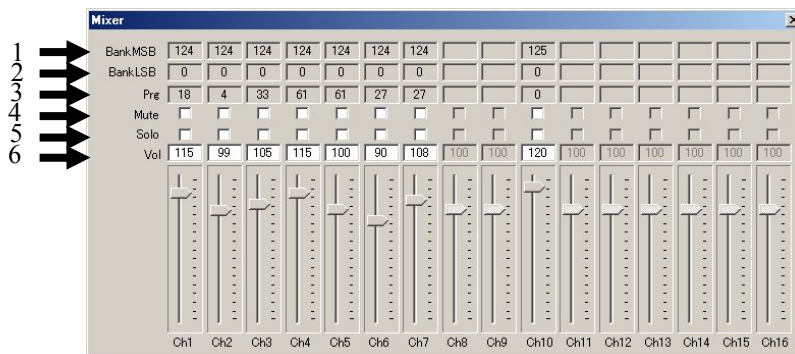 Mixer
1 BankMSB 124 124 124 124 124 124 124 125
2 BankLSB 0 0 0 0 0 0 0 0
3 Prg 18 4 33 61 61 27 27 0
4 Mute
5 Solo
6 Vol 115 99 105 115 100 90 108 100 100 120 100 100 100 100 100 100
Ch1 Ch2 Ch3 Ch4 Ch5 Ch6 Ch7 Ch8 Ch9 Ch10 Ch11 Ch12 Ch13 Ch14 Ch15 Ch16